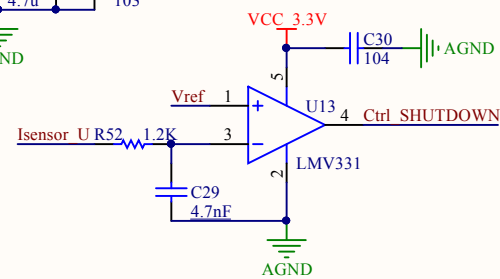 4.7u
103
ND
VCC_3.3V
C30
104
AGND
5
Vref
1
+
U13
4
Ctrl_SHUTDOWN
Isensor_U
R52
1.2K
3
2
LMV331
C29
4.7nF
AGND